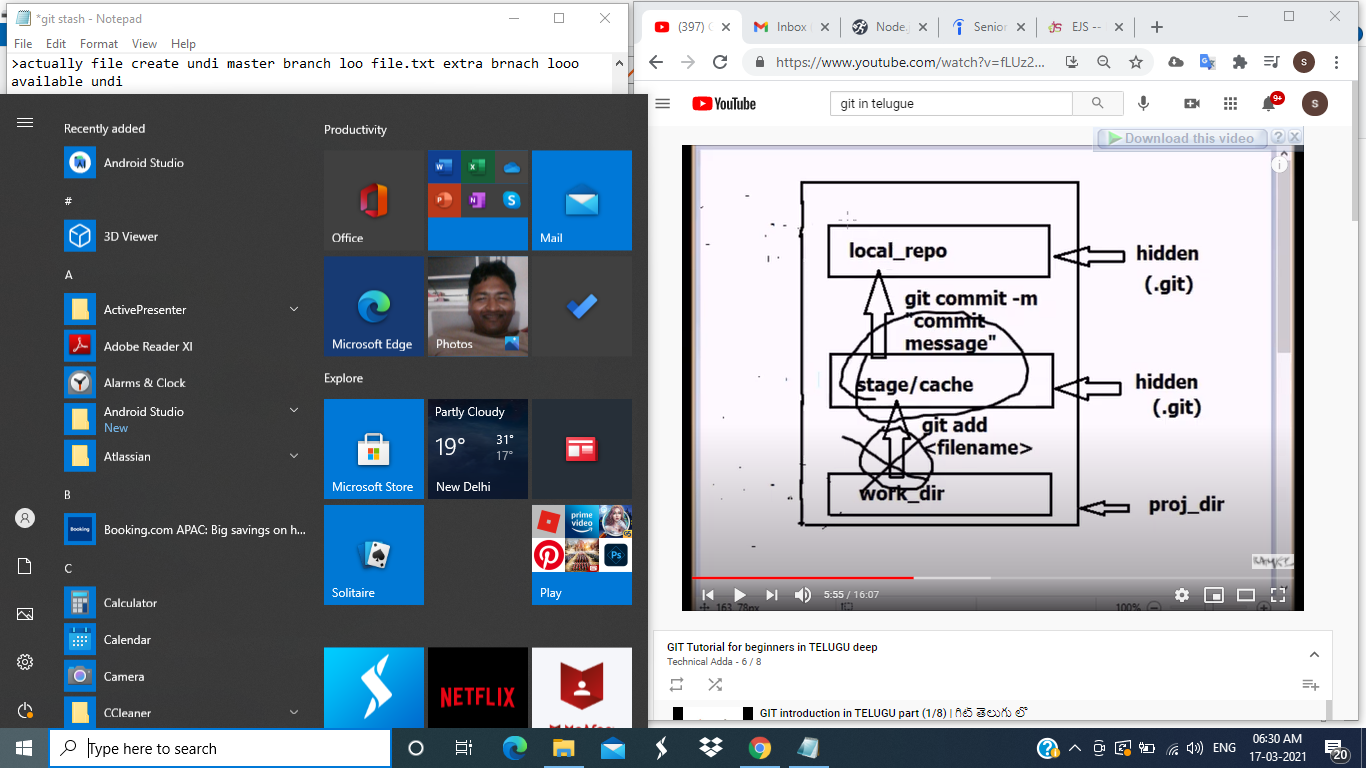 *git stash - Notepad
File Edit Format View Help
>actually file create undi master branch loo file.txt extra brnach looo
available undi
Recently added
Android Studio
#
3D Viewer
A
ActivePresenter
Adobe Reader XI
Alarms & Clock
Android Studio
New
Atlassian
B
Booking.com APAC: Big savings on h...
C
Calculator
Calendar
Camera
CCleaner
Productivity
Office
Mail
Microsoft Edge
Photos
Explore
Microsoft Store
Partly Cloudy
19° 31°
17°
New Delhi
Solitaire
prime video
Ps
Play
NETFLIX
(397)
Inbox
Node.
Senior
EJS --
https://www.youtube.com/watch?v=fLUz2...
S
YouTube
git in telugue
9+
S
Download this video
local_repo
hidden
(.git)
git commit -m
"commit
message"
stage/cache
hidden
(.git)
git add
<filename>
work_dir
proj_dir
5:55 / 16:07
163, 78px
100%
GIT Tutorial for beginners in TELUGU deep
Technical Adda - 6 / 8
GIT introduction in TELUGU part (1/8) | గిట్ తెలుగు లో
Type here to search
ENG
06:30 AM
17-03-2021
20